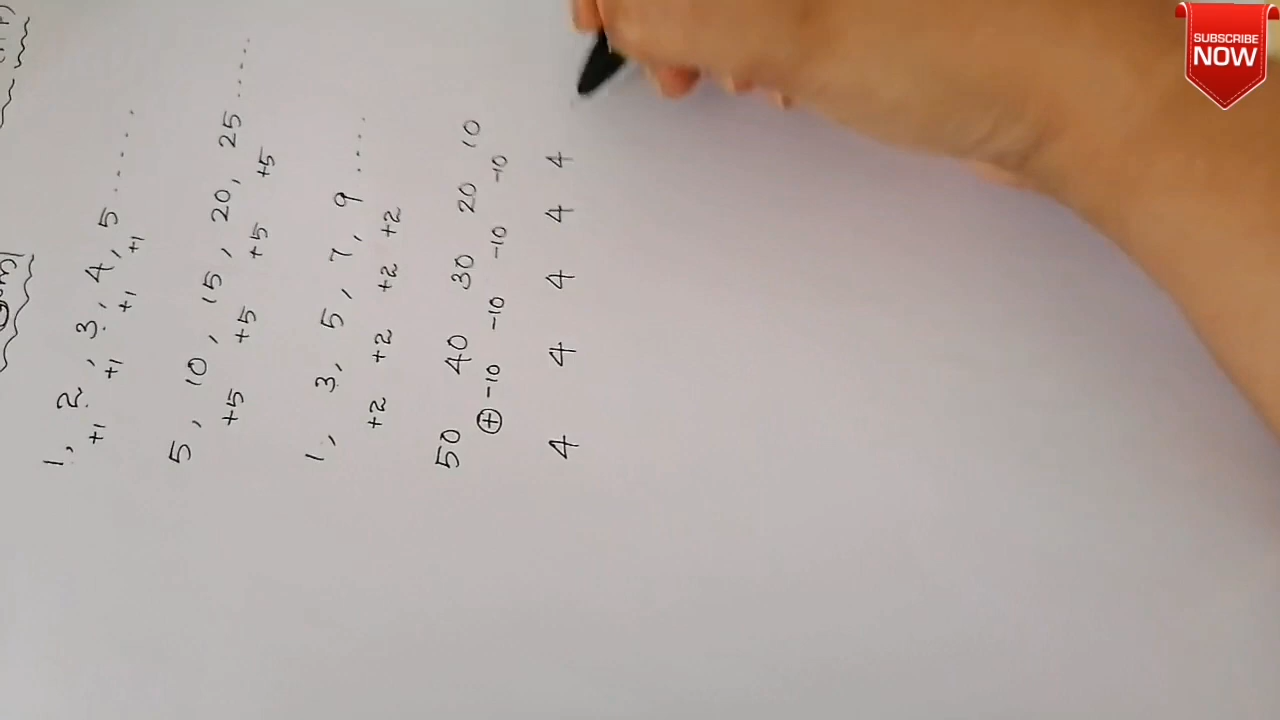 1, 2, 3, 4, 5 .....
+1 +1 +1 +1
5, 10, 15, 20, 25 ......
+5 +5 +5 +5
1, 3, 5, 7, 9 ....
+2 +2 +2 +2
50 40 30 20 10
+ -10 -10 -10 -10
4 4 4 4 4
SUBSCRIBE
NOW